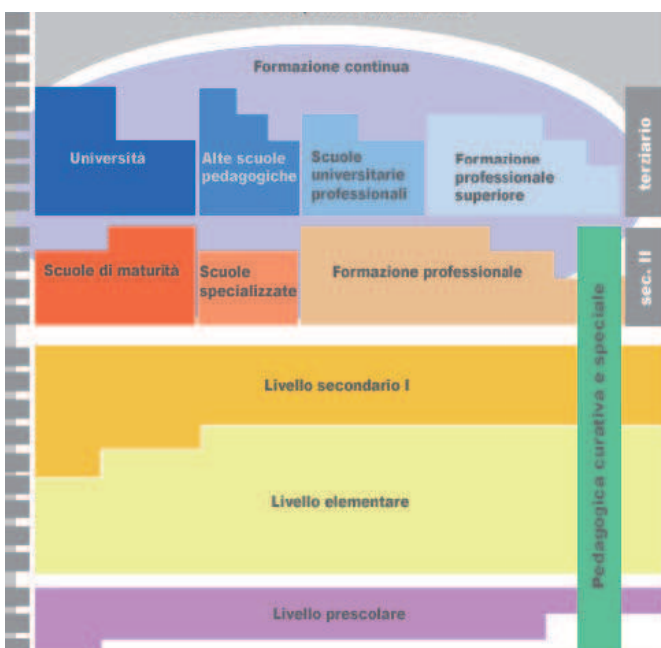 Formazione continua
Università
Alte scuole
pedagogiche
Scuole
universitarie
professionali
Formazione
professionale
superiore
terziario
Scuole di maturità
Scuole
specializzate
Formazione professionale
sec. II
Livello secondario I
Livello elementare
Livello prescolare
Pedagogica curativa e speciale